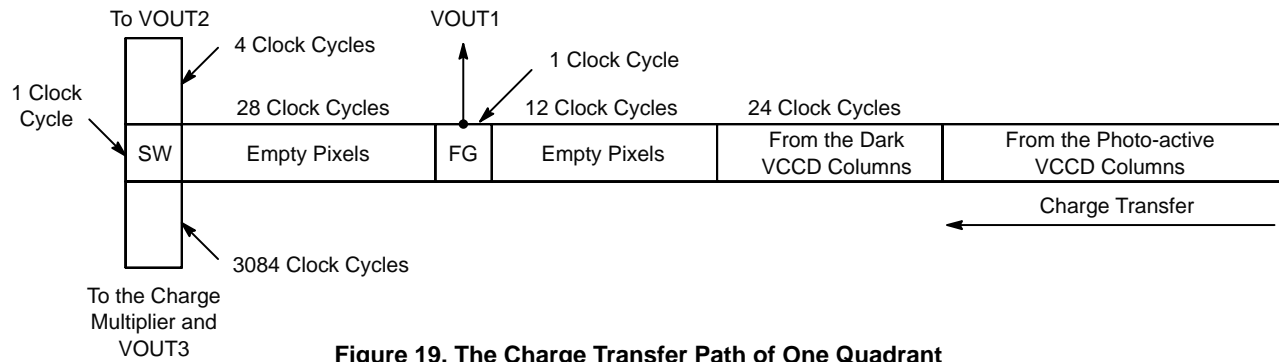 To VOUT2
VOUT1
4 Clock Cycles
1 Clock Cycle
1 Clock
Cycle
28 Clock Cycles
12 Clock Cycles
24 Clock Cycles
SW
Empty Pixels
FG
Empty Pixels
From the Dark
VCCD Columns
From the Photo-active
VCCD Columns
Charge Transfer
3084 Clock Cycles
To the Charge
Multiplier and
VOUT3
Figure 19. The Charge Transfer Path of One Quadrant